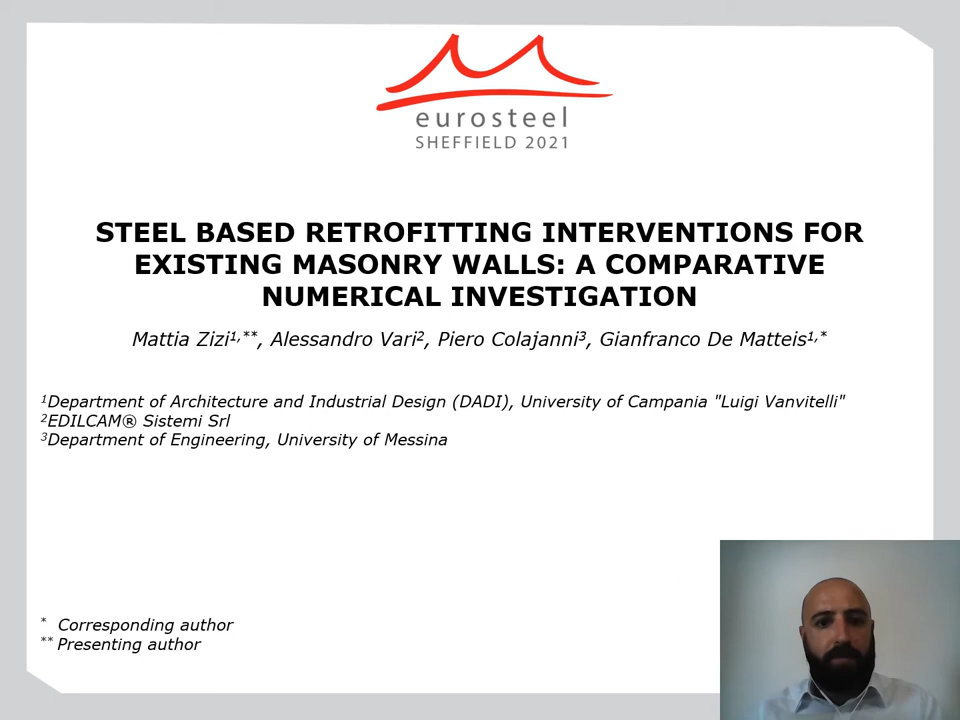 eurosteel
SHEFFIELD 2021
STEEL BASED RETROFITTING INTERVENTIONS FOR
EXISTING MASONRY WALLS: A COMPARATIVE
NUMERICAL INVESTIGATION
Mattia Zizi¹,**, Alessandro Vari², Piero Colajanni³, Gianfranco De Matteis¹,*
¹Department of Architecture and Industrial Design (DADI), University of Campania "Luigi Vanvitelli"
²EDILCAM® Sistemi Srl
³Department of Engineering, University of Messina
* Corresponding author
** Presenting author